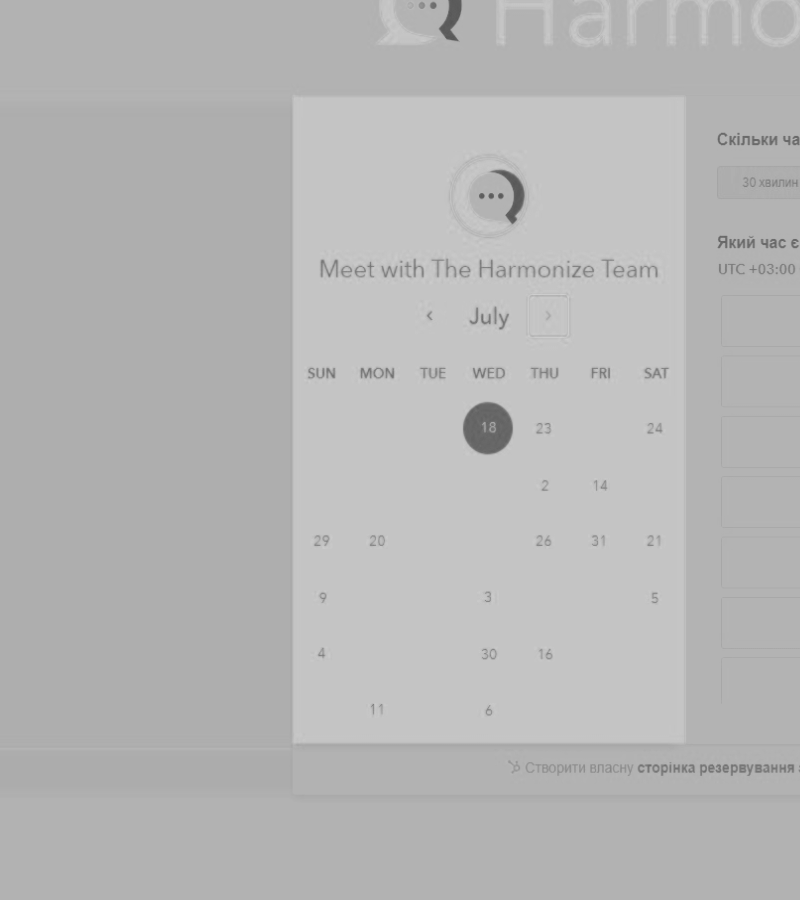 Harmo
Meet with The Harmonize Team
‹ July ›
SUN MON TUE WED THU FRI SAT
18 23 24
2 14
29 20 26 31 21
9 3 5
4 30 16
11 6
Скільки ча
30 хвилин
Який час є
UTC +03:00
Створити власну сторінка резервування